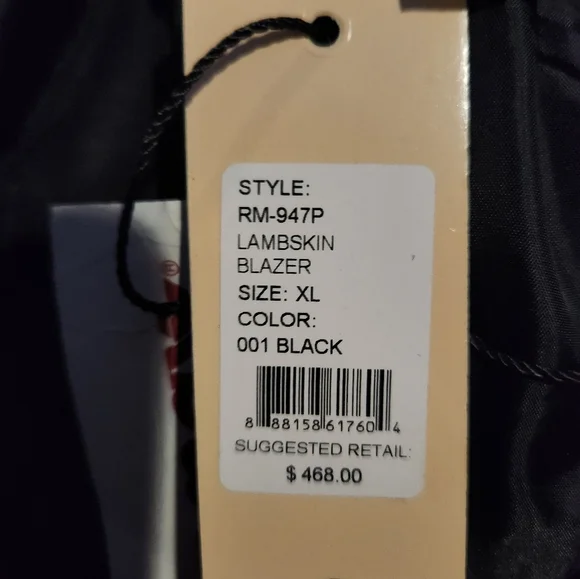 STYLE:
RM-947P
LAMBSKIN
BLAZER
SIZE: XL
COLOR:
001 BLACK
8 88158 61760 4
SUGGESTED RETAIL:
$ 468.00
®